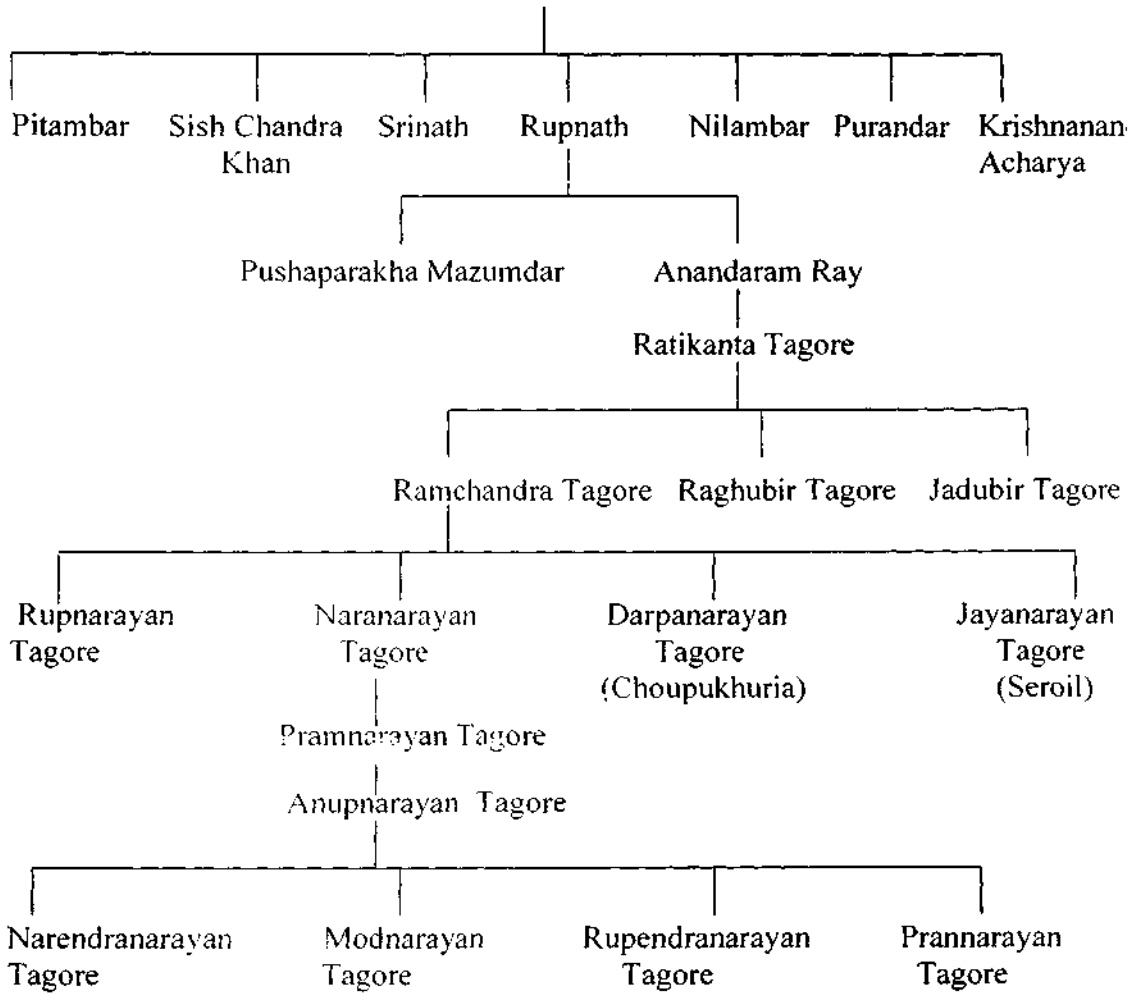 Pitambar Sish Chandra Srinath Rupnath Nilambar Purandar Krishnanan-
Khan Acharya
Pushaparakha Mazumdar Anandaram Ray
Ratikanta Tagore
Ramchandra Tagore Raghubir Tagore Jadubir Tagore
Rupnarayan Naranarayan Darpanarayan Jayanarayan
Tagore Tagore Tagore Tagore
(Choupukhuria) (Seroil)
Pramnarayan Tagore
Anupnarayan Tagore
Narendranarayan Modnarayan Rupendranarayan Prannarayan
Tagore Tagore Tagore Tagore